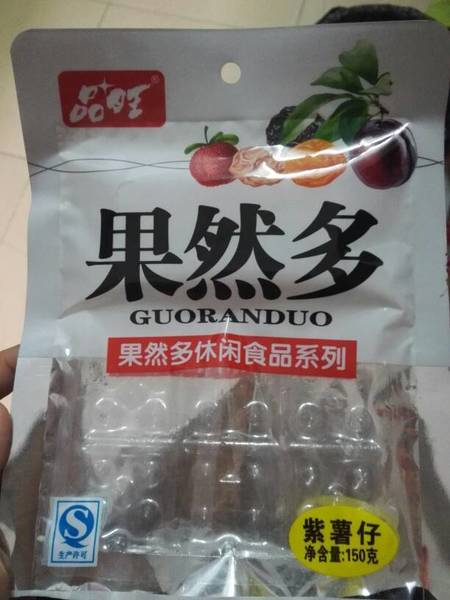 品旺®
果然多
GUORANDUO
果然多休闲食品系列
S
生产许可
紫薯仔
净含量:150克